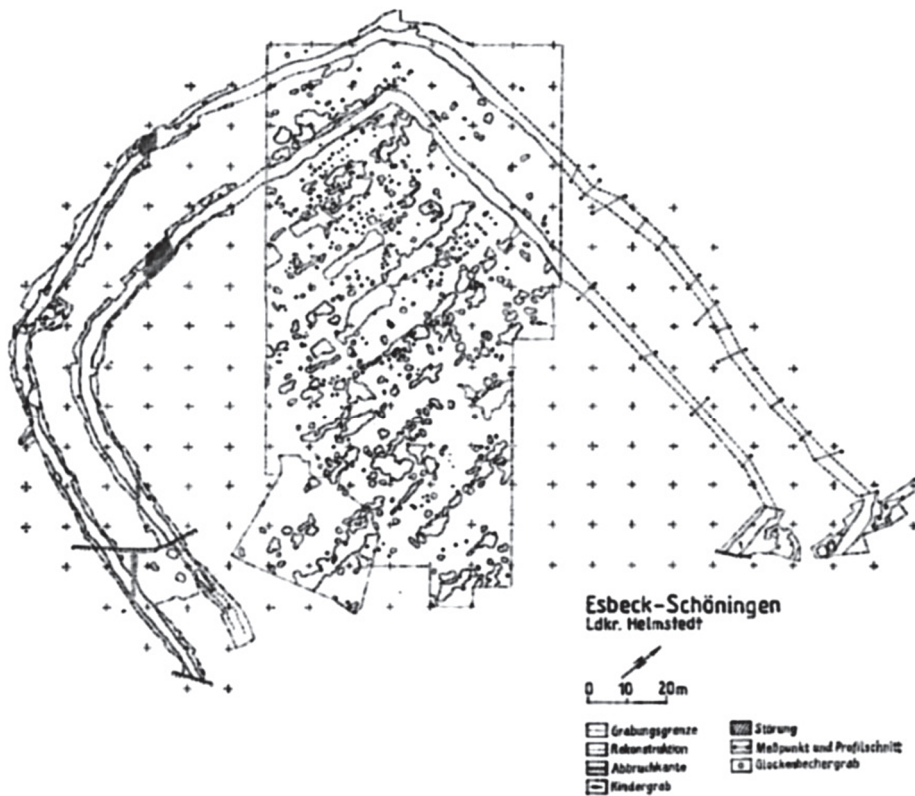 Esbeck-Schöningen
Ldkr. Helmstedt
0 10 20m
Grabungsgrenze
Rekonstruktion
Abbruchkante
Kindergrab
Störung
Meßpunkt und Profilschnitt
Glockenbechergrab